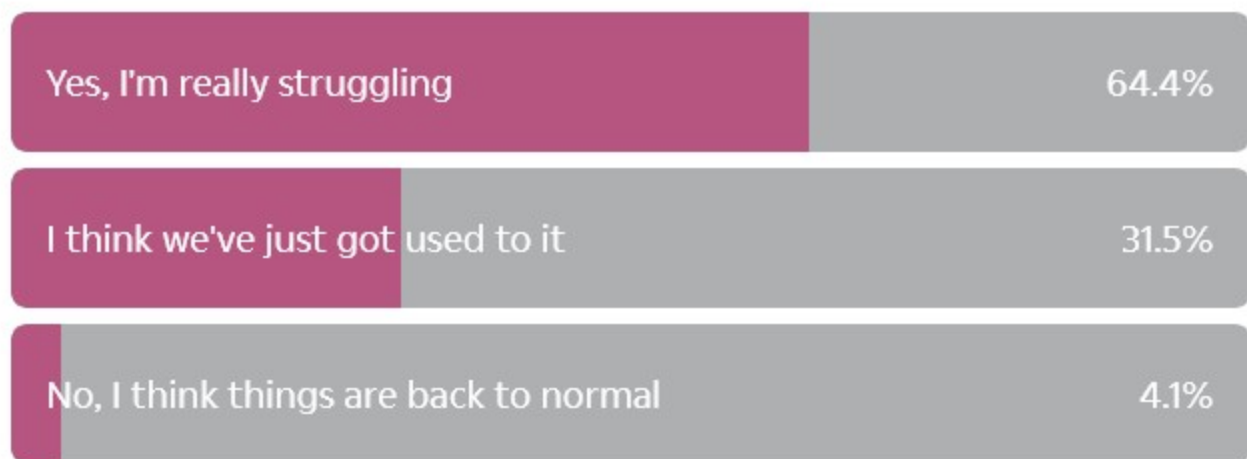 Yes, I'm really struggling 64.4%
I think we've just got used to it 31.5%
No, I think things are back to normal 4.1%